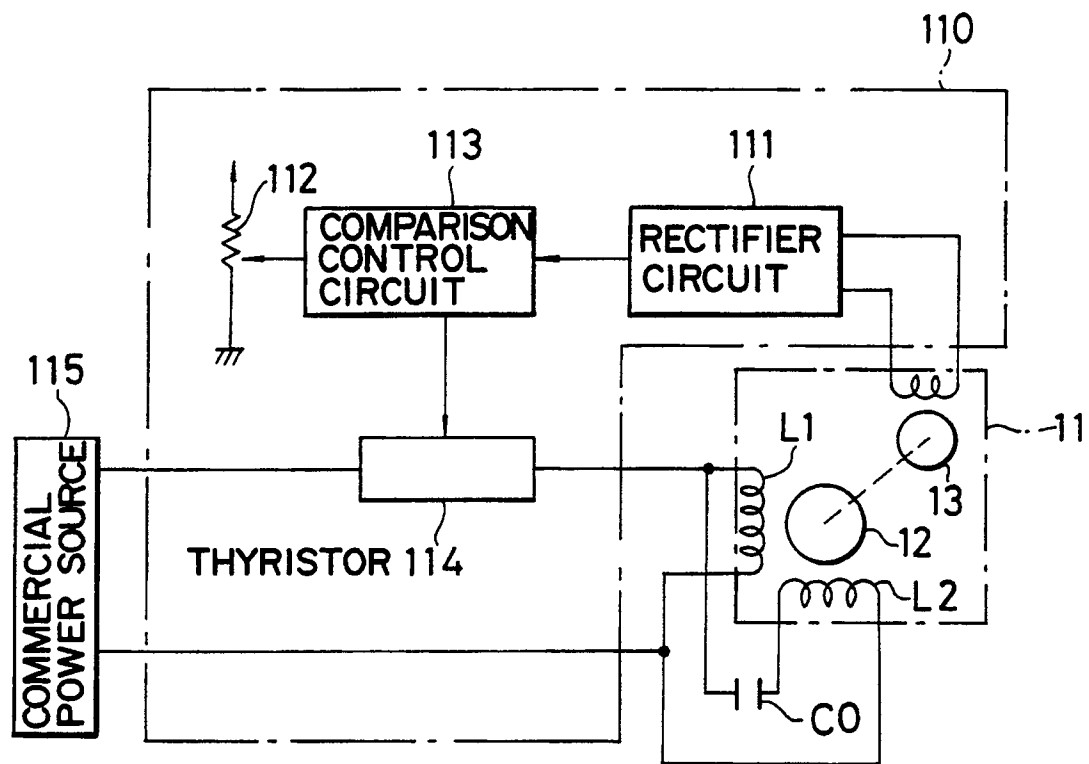 110
113
111
112
COMPARISON
CONTROL
CIRCUIT
RECTIFIER
CIRCUIT
115
L1
11
13
12
COMMERCIAL
POWER SOURCE
THYRISTOR 114
L2
CO